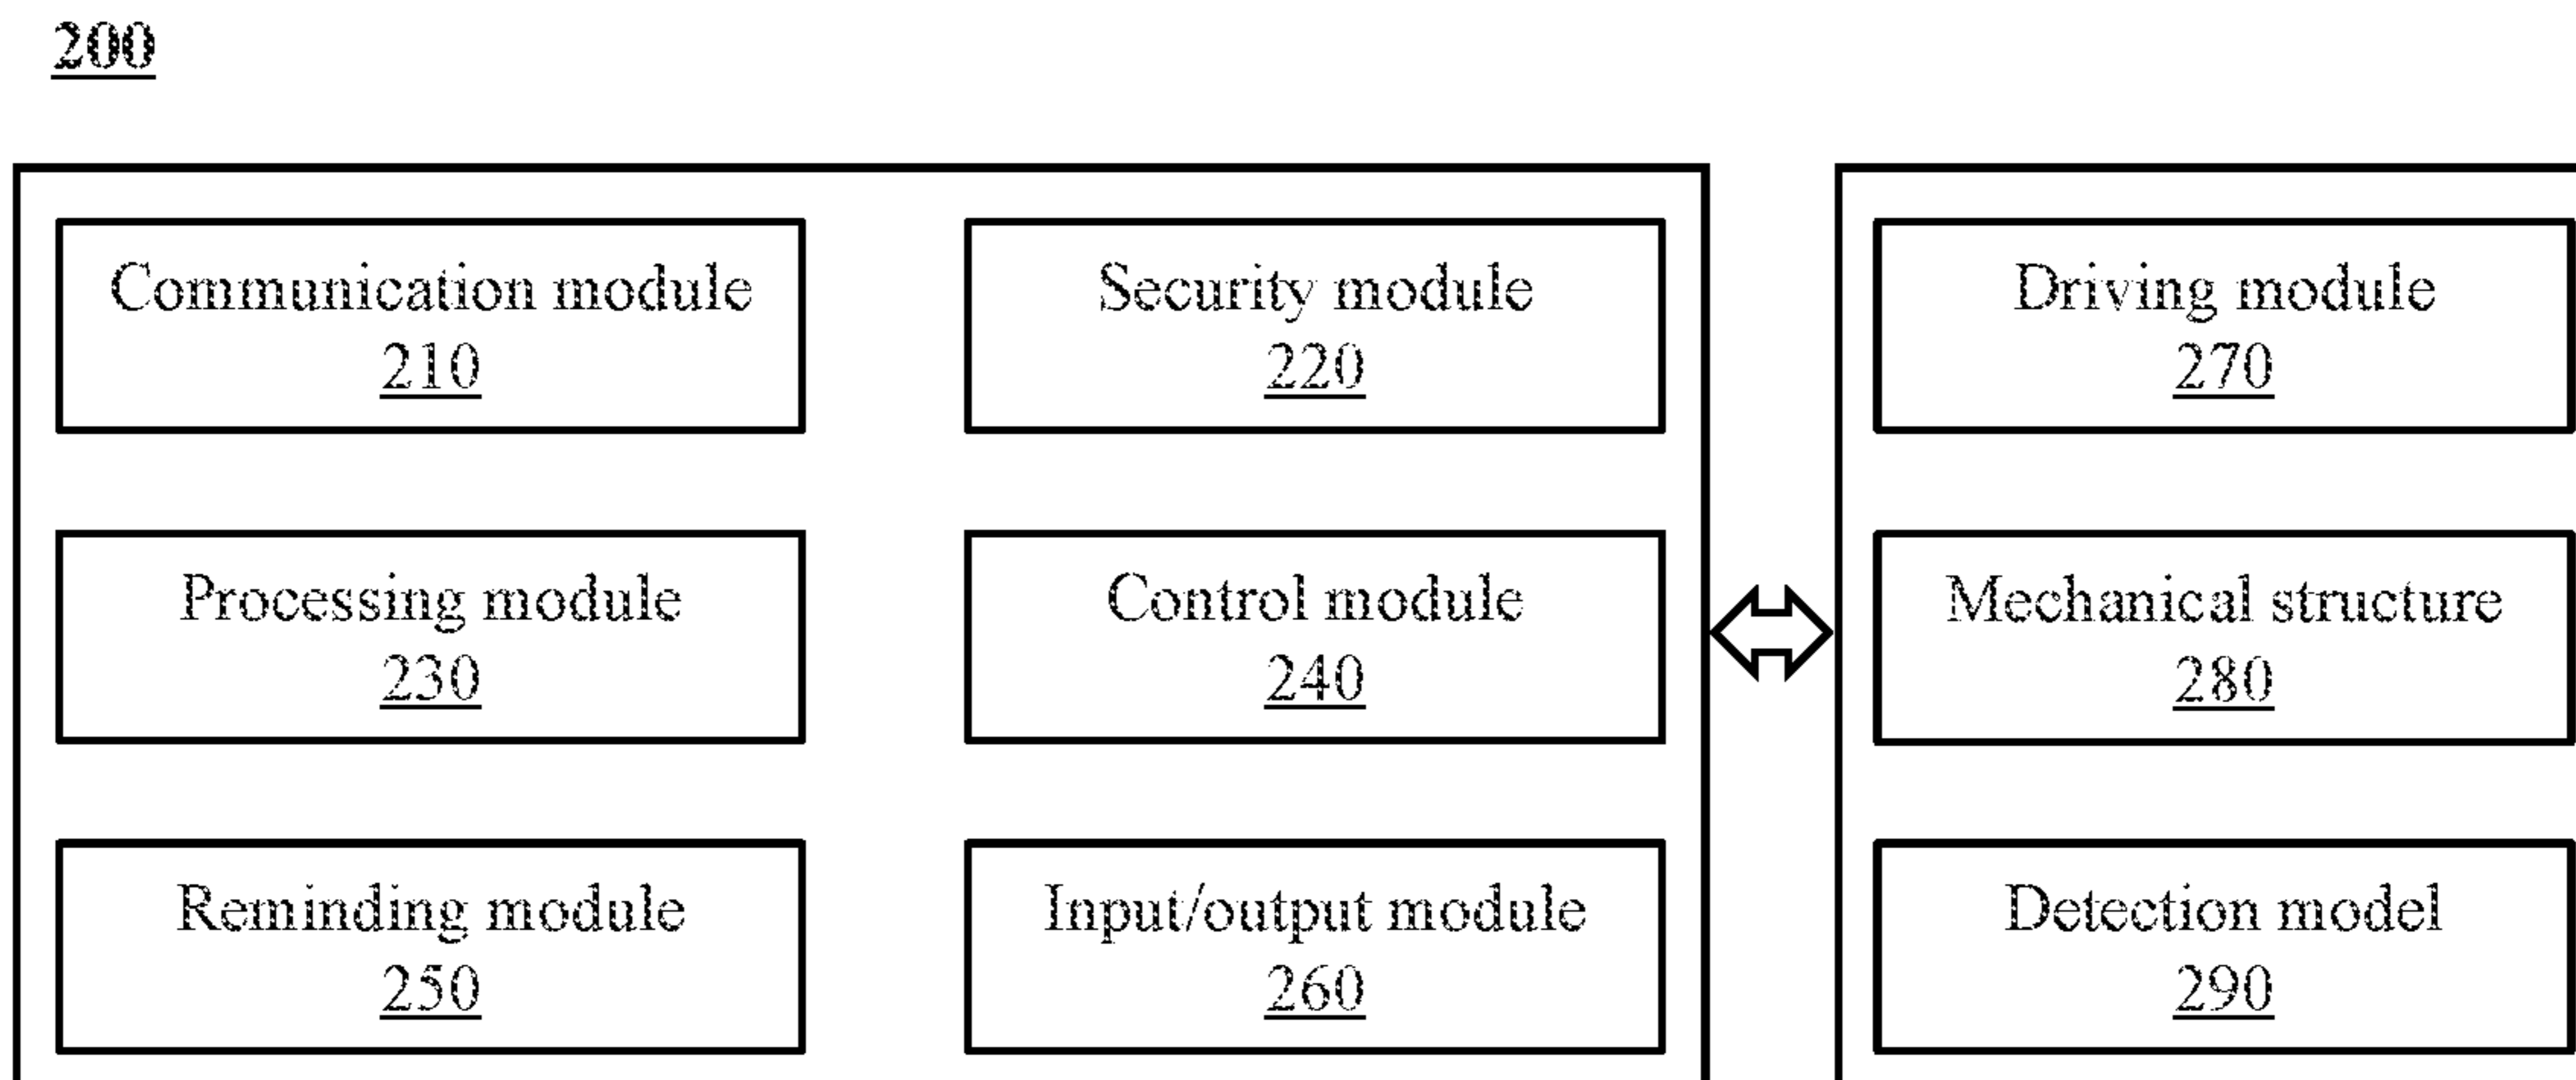 200
Communication module
210
Security module
220
Driving module
270
Processing module
230
Control module
240
Mechanical structure
280
Reminding module
250
Input/output module
260
Detection model
290